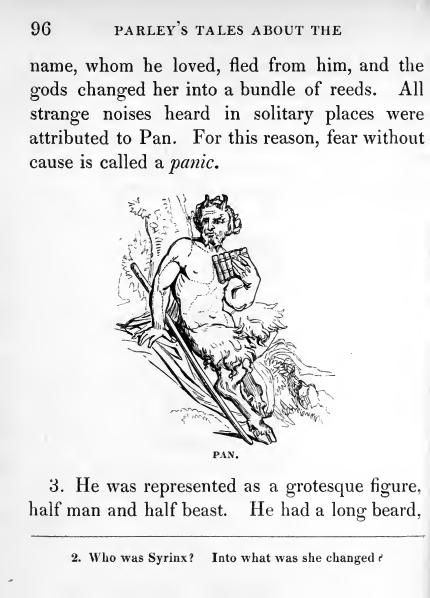 96 PARLEY'S TALES ABOUT THE
name, whom he loved, fled from him, and the
gods changed her into a bundle of reeds. All
strange noises heard in solitary places were
attributed to Pan. For this reason, fear without
cause is called a panic.
PAN.
3. He was represented as a grotesque figure,
half man and half beast. He had a long beard,
2. Who was Syrinx? Into what was she changed?